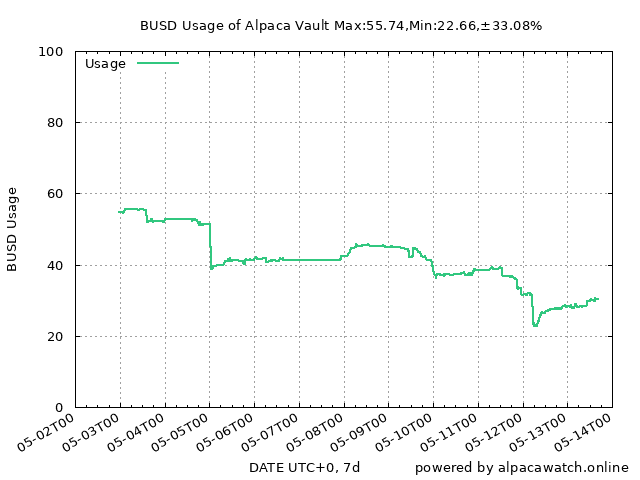 BUSD Usage of Alpaca Vault Max:55.74,Min:22.66,±33.08%
100
Usage
80
60
40
20
0
BUSD Usage
05-02T00 05-03T00 05-04T00 05-05T00 05-06T00 05-07T00 05-08T00 05-09T00 05-10T00 05-11T00 05-12T00 05-13T00 05-14T00
DATE UTC+0, 7d powered by alpacawatch.online